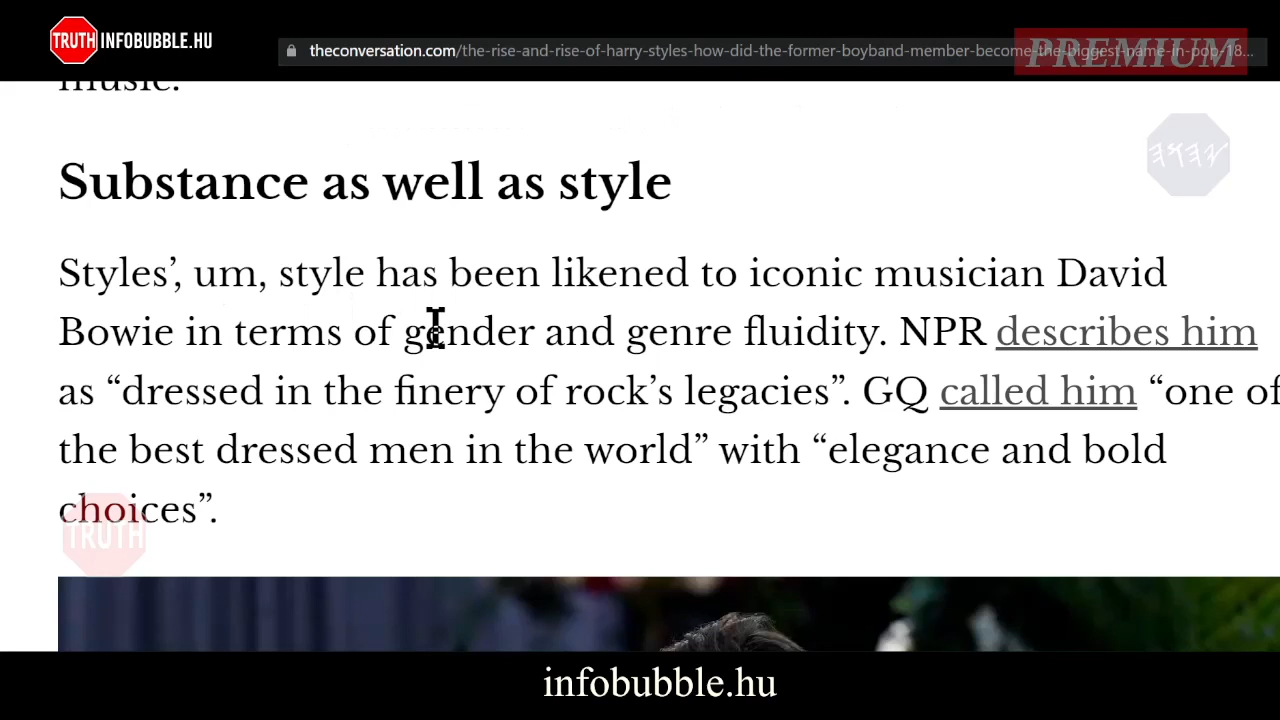 TRUTH INFOBUBBLE.HU
theconversation.com/the-rise-and-rise-of-harry-styles-how-did-the-former-boyband-member-become-the-biggest-name-in-pop-18...
PREMIUM
music.
Substance as well as style
Styles’, um, style has been likened to iconic musician David
Bowie in terms of gender and genre fluidity. NPR describes him
as “dressed in the finery of rock’s legacies”. GQ called him “one of
the best dressed men in the world” with “elegance and bold
choices”.
TRUTH
infobubble.hu